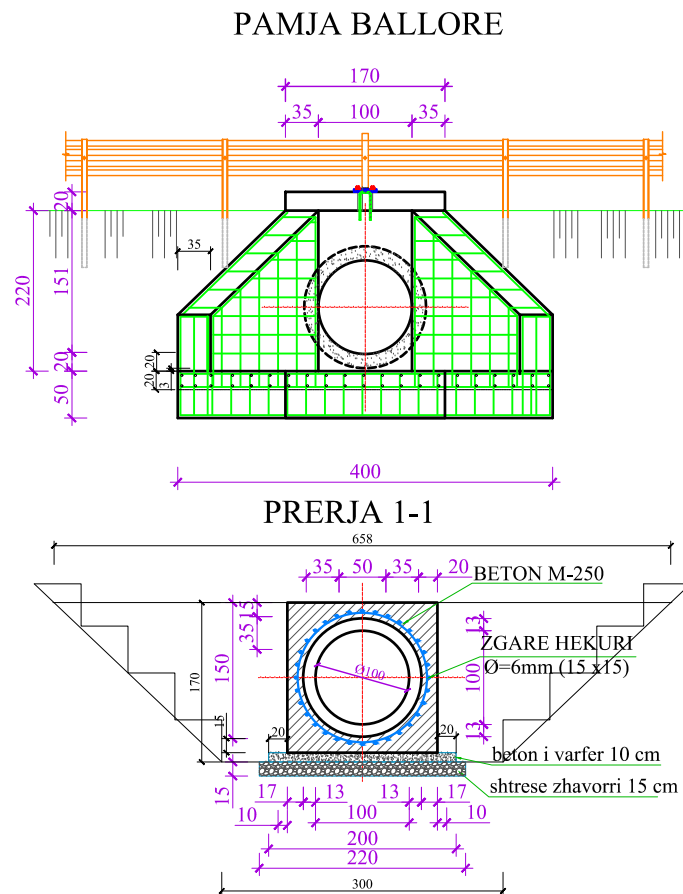 PAMJA BALLORE
170
35 100 35
20
35
220
151
20
20
20
3
50
400
PRERJA 1-1
658
35 50 35 20
BETON M-250
15
13
35
ZGARE HEKURI
Ø=6mm (15 x15)
Ø100
150
170
100
15
13
20
20
beton i varfer 10 cm
shtrese zhavorri 15 cm
15
17 13 13 17
10 100 10
200
220
300